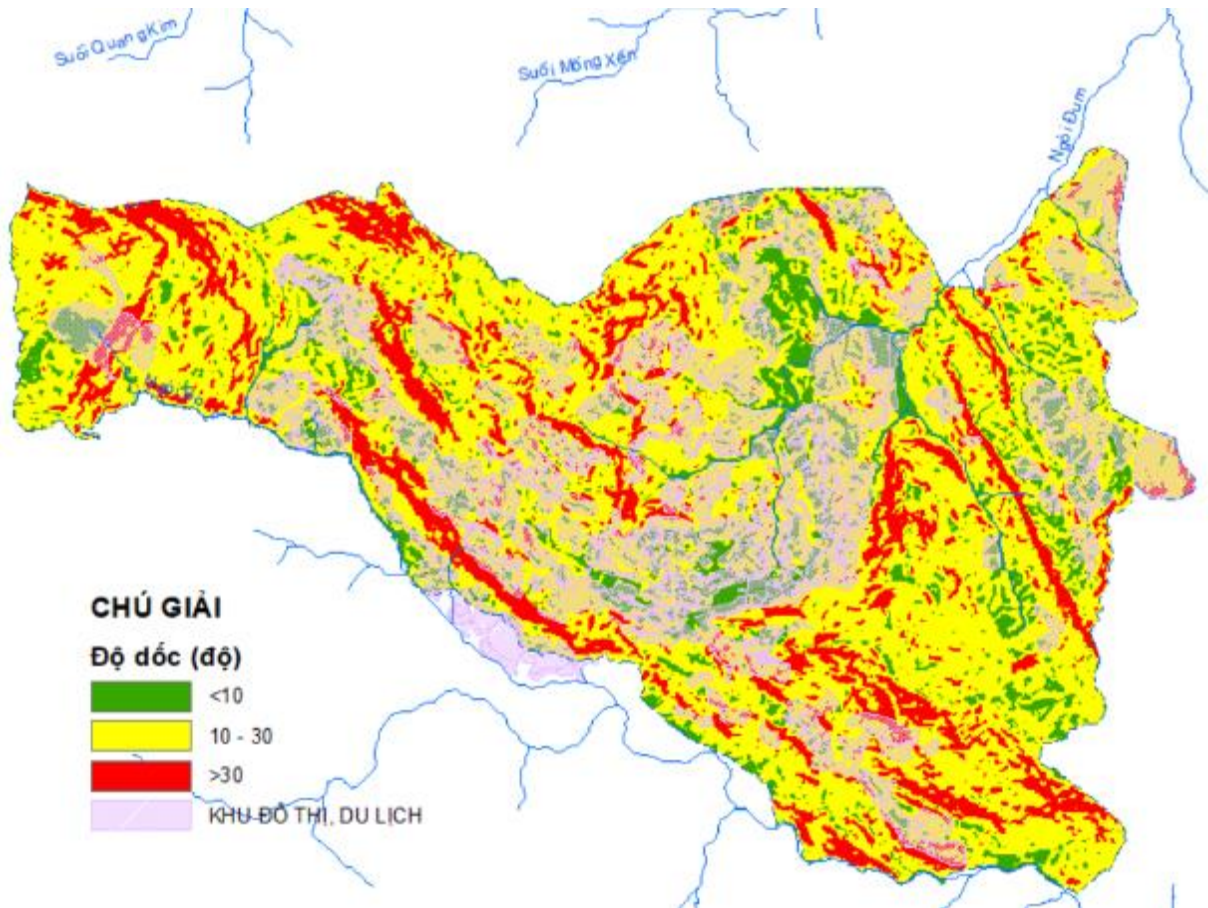 Suối Quang Kim
Suối Mống Xến
Ngòi Đum
CHÚ GIẢI
Độ dốc (độ)
<10
10 - 30
>30
KHU ĐÔ THỊ, DU LỊCH